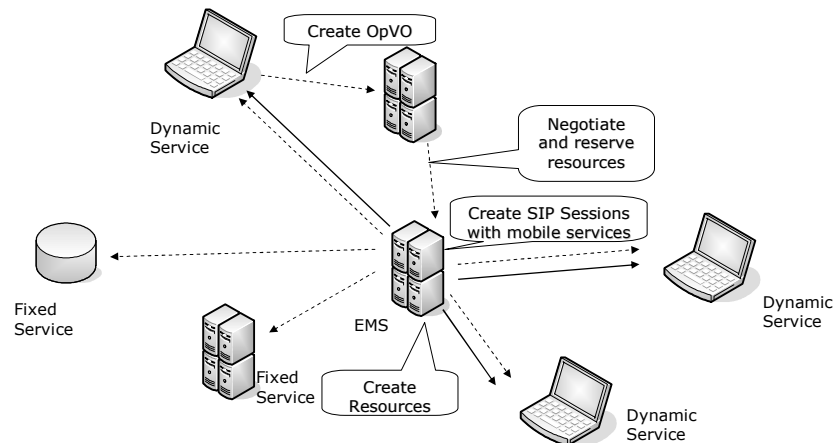 Create OpVO
Dynamic
Service
Negotiate
and reserve
resources
Create SIP Sessions
with mobile services
Fixed
Service
EMS
Dynamic
Service
Fixed
Service
Create
Resources
Dynamic
Service